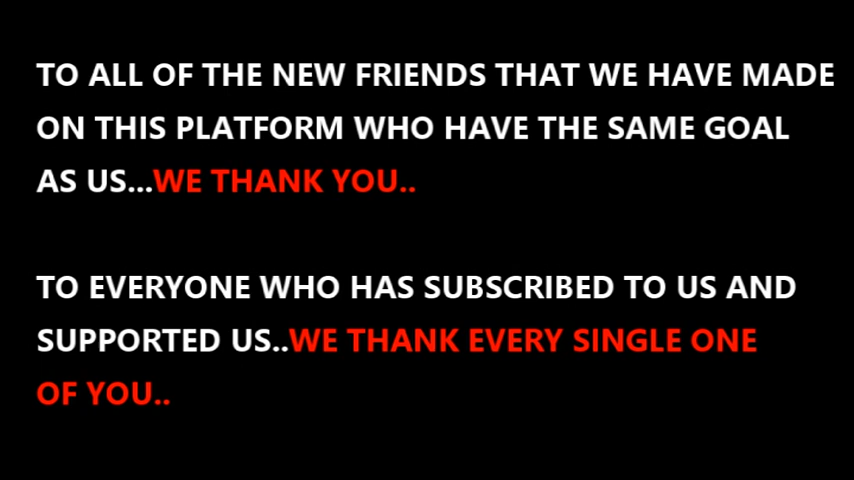 TO ALL OF THE NEW FRIENDS THAT WE HAVE MADE
ON THIS PLATFORM WHO HAVE THE SAME GOAL
AS US...WE THANK YOU..
TO EVERYONE WHO HAS SUBSCRIBED TO US AND
SUPPORTED US..WE THANK EVERY SINGLE ONE
OF YOU..